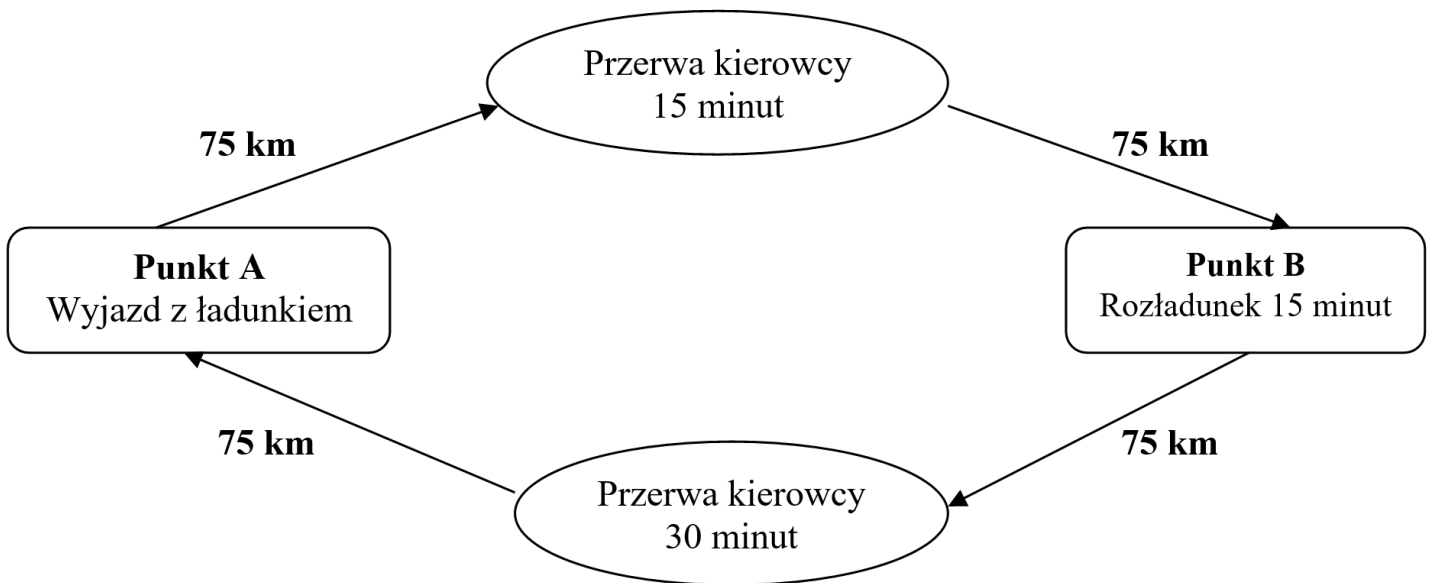 Przerwa kierowcy
15 minut
75 km
75 km
Punkt A
Wyjazd z ładunkiem
Punkt B
Rozładunek 15 minut
75 km
75 km
Przerwa kierowcy
30 minut